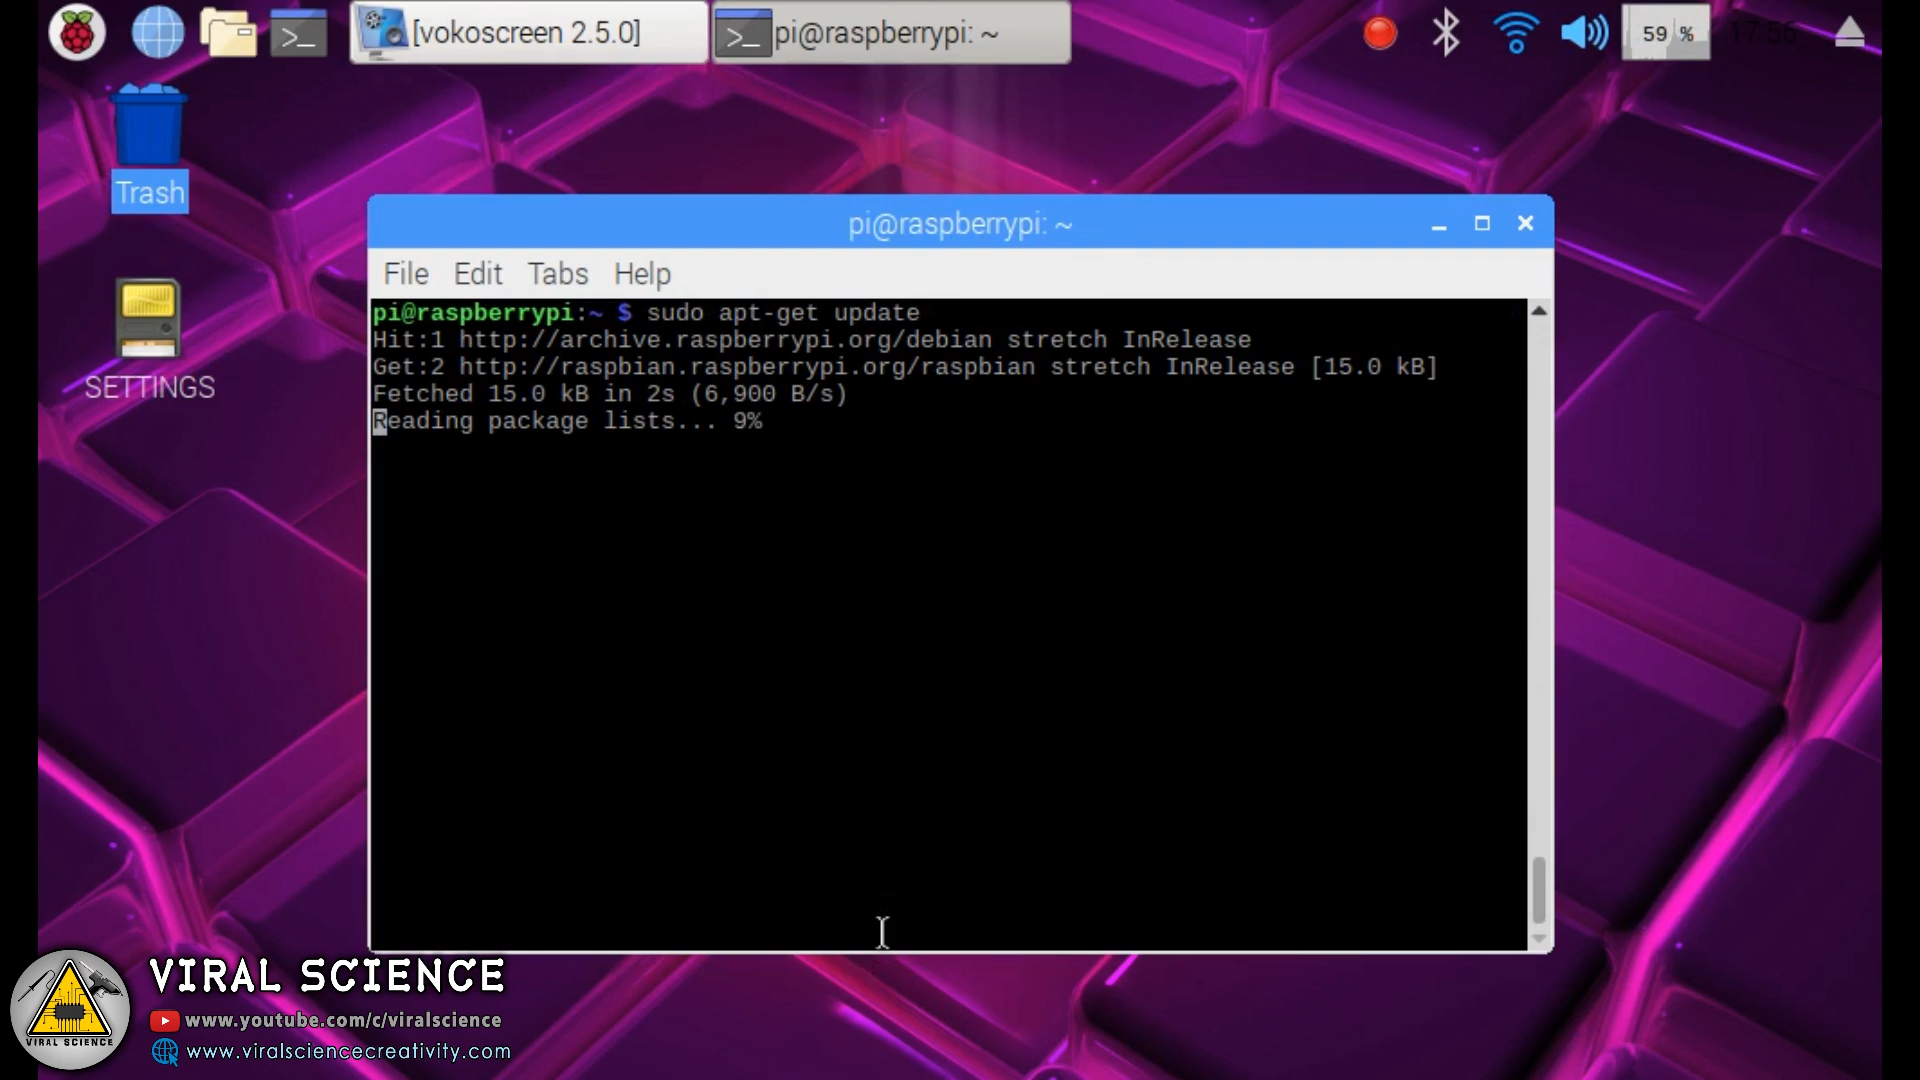 [vokoscreen 2.5.0]
pi@raspberrypi: ~
59 %
Trash
SETTINGS
pi@raspberrypi: ~
File Edit Tabs Help
pi@raspberrypi:~ $ sudo apt-get update
Hit:1 http://archive.raspberrypi.org/debian stretch InRelease
Get:2 http://raspbian.raspberrypi.org/raspbian stretch InRelease [15.0 kB]
Fetched 15.0 kB in 2s (6,900 B/s)
Reading package lists... 9%
VIRAL SCIENCE
www.youtube.com/c/viralscience
www.viralsciencecreativity.com
VIRAL SCIENCE